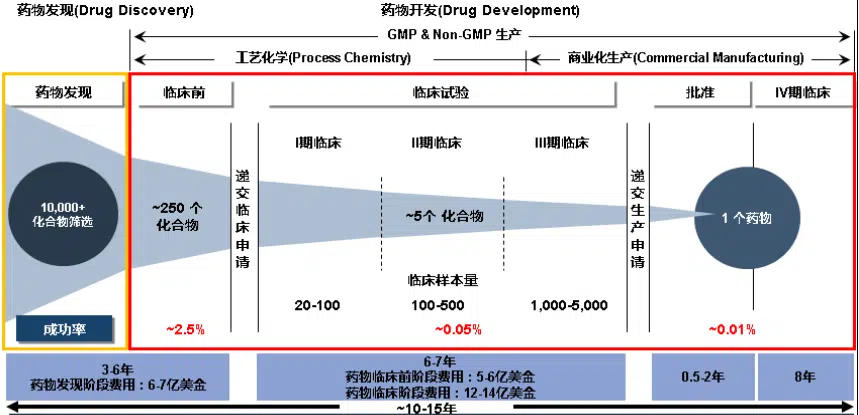 药物发现(Drug Discovery)
药物开发(Drug Development)
GMP & Non-GMP 生产
工艺化学(Process Chemistry)
商业化生产(Commercial Manufacturing)
药物发现
临床前
临床试验
批准
IV期临床
I期临床
II期临床
III期临床
10,000+
化合物筛选
~250 个
化合物
递交临床申请
~5个 化合物
递交生产申请
1 个药物
临床样本量
20-100
100-500
1,000-5,000
成功率
~2.5%
~0.05%
~0.01%
3-6年
药物发现阶段费用：6-7亿美金
6-7年
药物临床前阶段费用：5-6亿美金
药物临床阶段费用：12-14亿美金
0.5-2年
8年
~10-15年